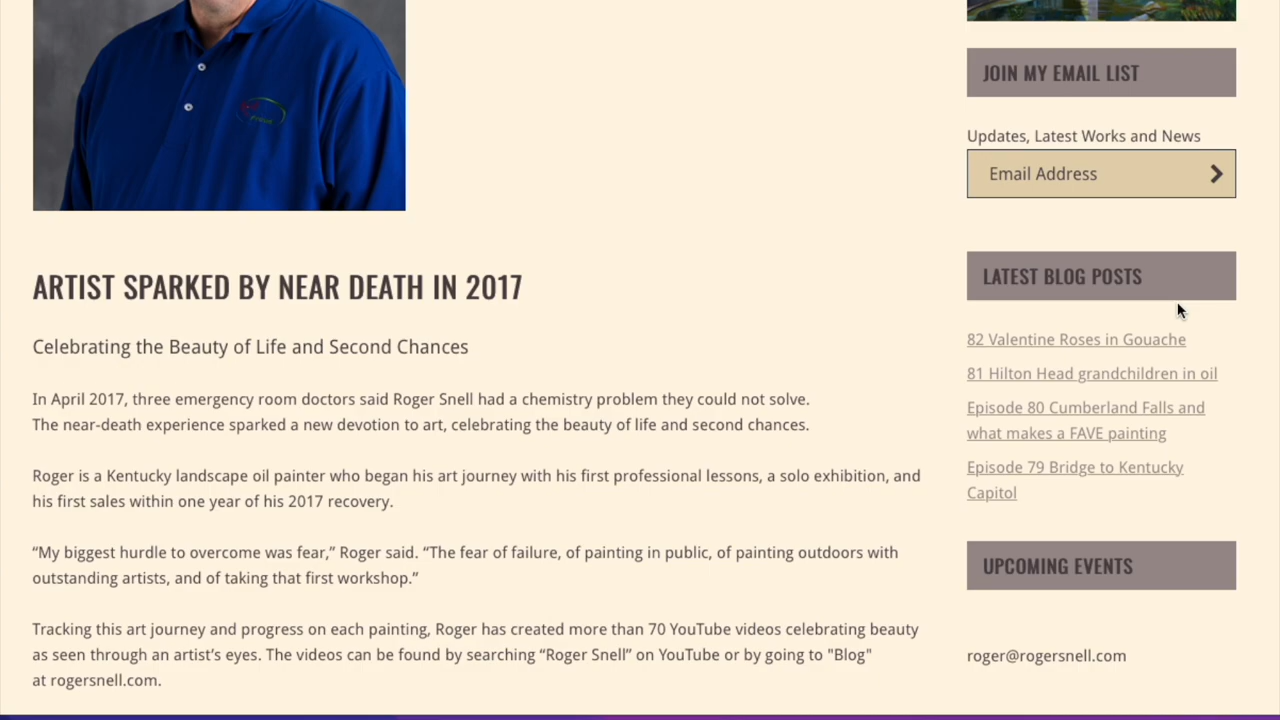 JOIN MY EMAIL LIST
Updates, Latest Works and News
Email Address
LATEST BLOG POSTS
82 Valentine Roses in Gouache
81 Hilton Head grandchildren in oil
Episode 80 Cumberland Falls and
what makes a FAVE painting
Episode 79 Bridge to Kentucky
Capitol
UPCOMING EVENTS
roger@rogersnell.com
ARTIST SPARKED BY NEAR DEATH IN 2017
Celebrating the Beauty of Life and Second Chances
In April 2017, three emergency room doctors said Roger Snell had a chemistry problem they could not solve.
The near-death experience sparked a new devotion to art, celebrating the beauty of life and second chances.
Roger is a Kentucky landscape oil painter who began his art journey with his first professional lessons, a solo exhibition, and
his first sales within one year of his 2017 recovery.
“My biggest hurdle to overcome was fear,” Roger said. “The fear of failure, of painting in public, of painting outdoors with
outstanding artists, and of taking that first workshop.”
Tracking this art journey and progress on each painting, Roger has created more than 70 YouTube videos celebrating beauty
as seen through an artist’s eyes. The videos can be found by searching “Roger Snell” on YouTube or by going to "Blog"
at rogersnell.com.